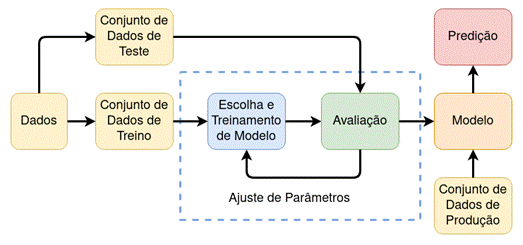 Conjunto de
Dados de
Teste
Predição
Dados
Conjunto de
Dados de
Treino
Escolha e
Treinamento
de Modelo
Avaliação
Modelo
Ajuste de Parâmetros
Conjunto de
Dados de
Produção